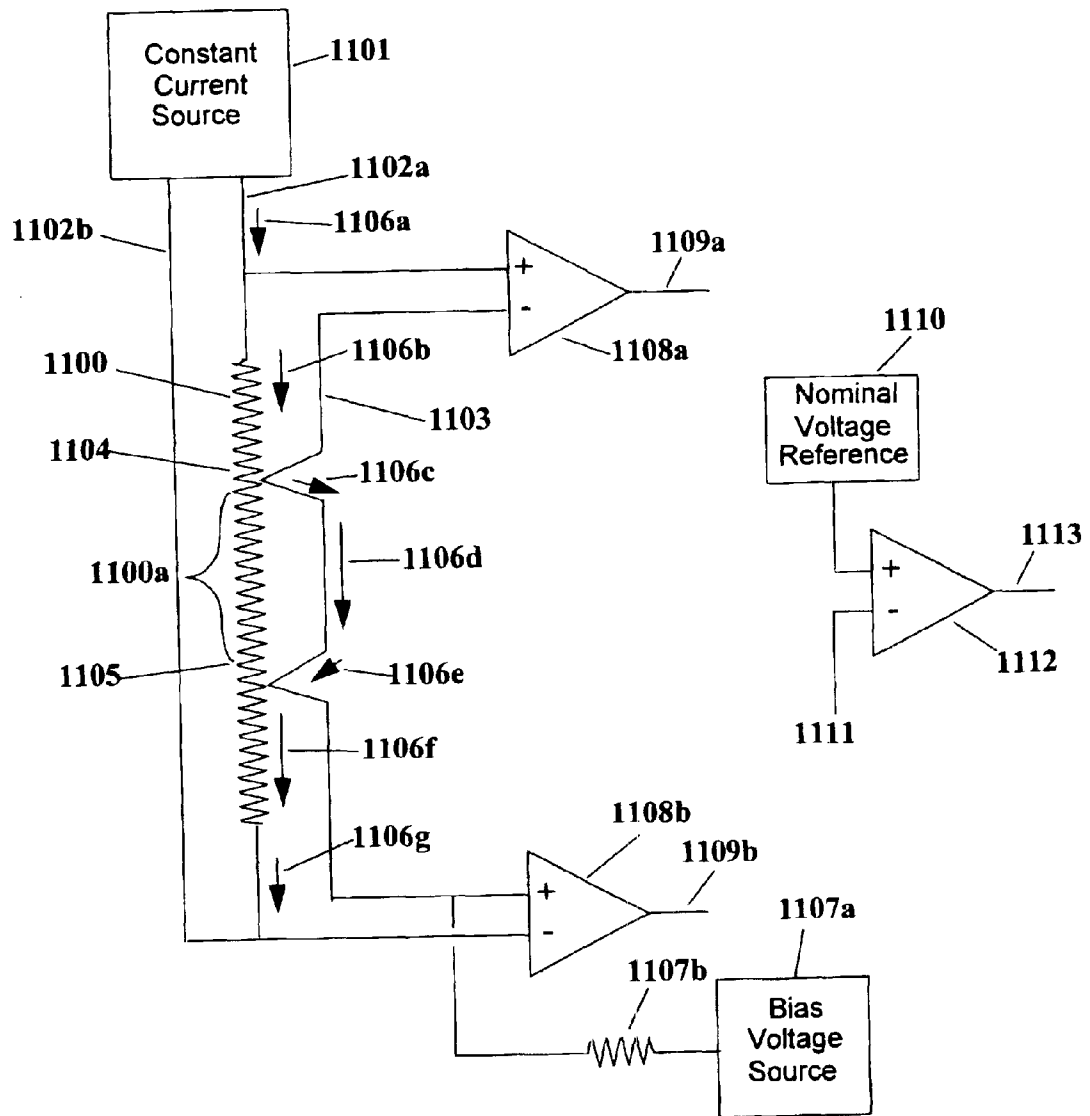 Constant
Current
Source
1101
1102a
1102b
1106a
+
-
1109a
1108a
1100
1106b
1103
1104
1106c
1100a
1106d
1105
1106e
1106f
1106g
1110
Nominal
Voltage
Reference
+
-
1113
1112
1111
1108b
+
-
1109b
1107a
1107b
Bias
Voltage
Source